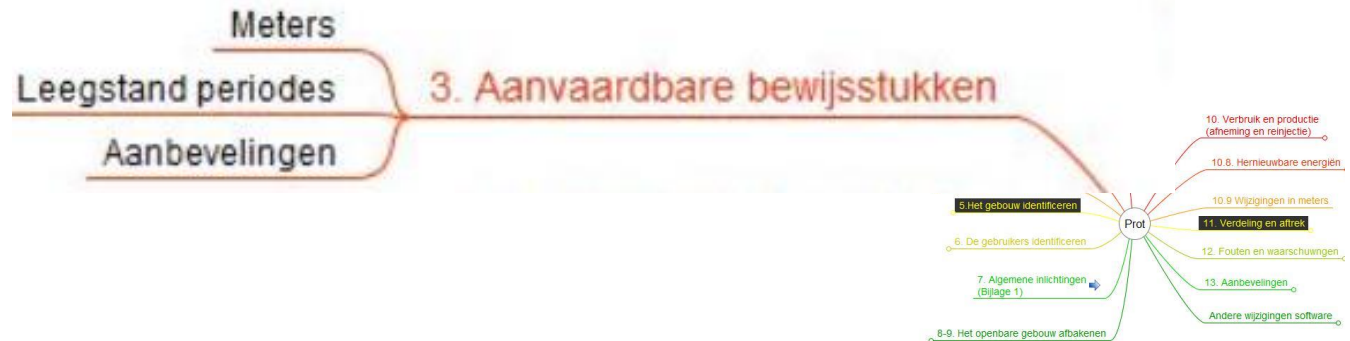 Meters
Leegstand periodes
Aanbevelingen
3. Aanvaardbare bewijsstukken
5.Het gebouw identificeren
6. De gebruikers identificeren
7. Algemene inlichtingen
(Bijlage 1)
8-9. Het openbare gebouw afbakenen
Prot
10. Verbruik en productie
(afneming en reinjectie)
10.8. Hernieuwbare energiën
10.9 Wijzigingen in meters
11. Verdeling en aftrek
12. Fouten en waarschuwngen
13. Aanbevelingen
Andere wijzigingen software